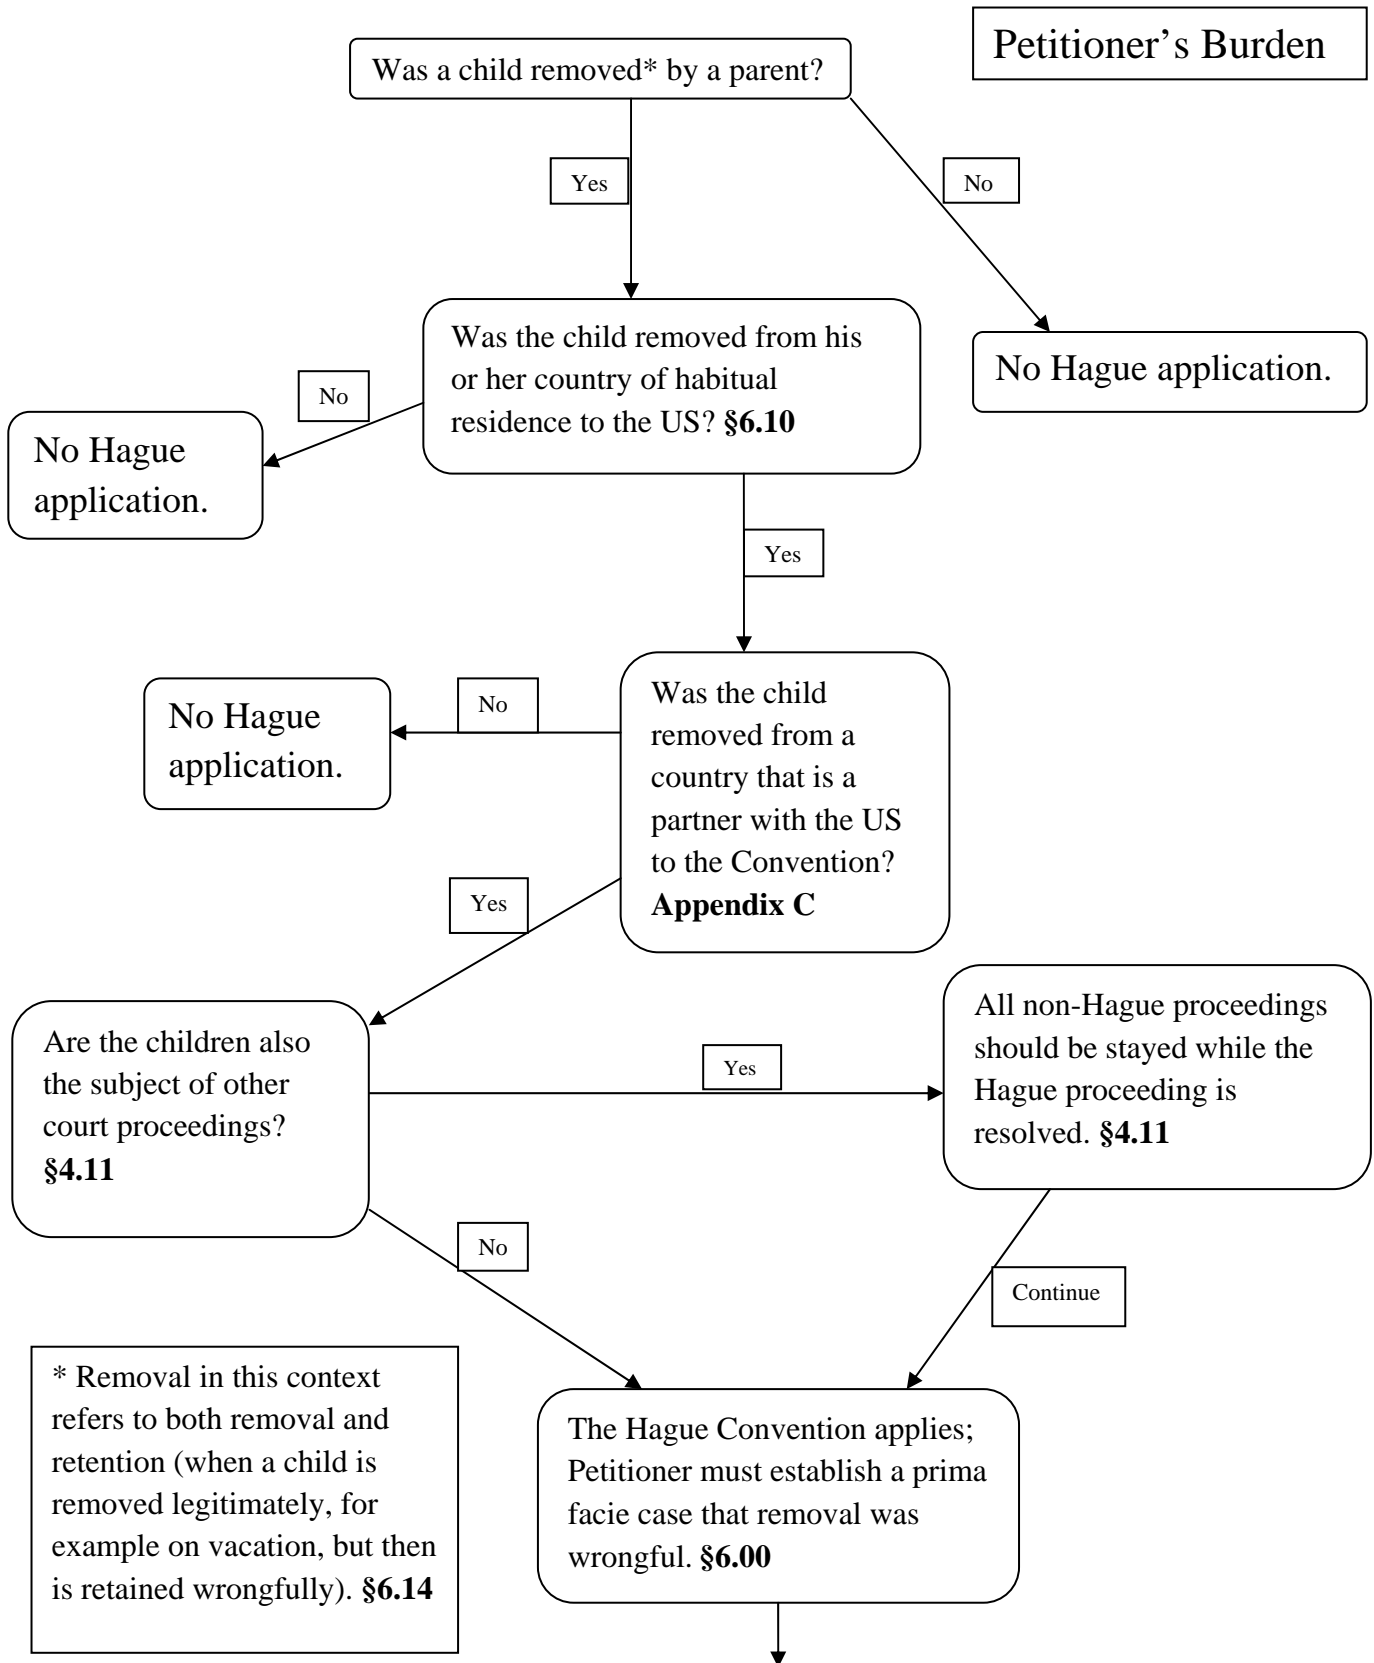 Petitioner’s Burden
Was a child removed* by a parent?
Yes
No
Was the child removed from his
or her country of habitual
residence to the US? §6.10
No Hague application.
No
No Hague
application.
Yes
Was the child
removed from a
country that is a
partner with the US
to the Convention?
Appendix C
No
No Hague
application.
Yes
Are the children also
the subject of other
court proceedings?
§4.11
Yes
All non-Hague proceedings
should be stayed while the
Hague proceeding is
resolved. §4.11
No
Continue
* Removal in this context
refers to both removal and
retention (when a child is
removed legitimately, for
example on vacation, but then
is retained wrongfully). §6.14
The Hague Convention applies;
Petitioner must establish a prima
facie case that removal was
wrongful. §6.00